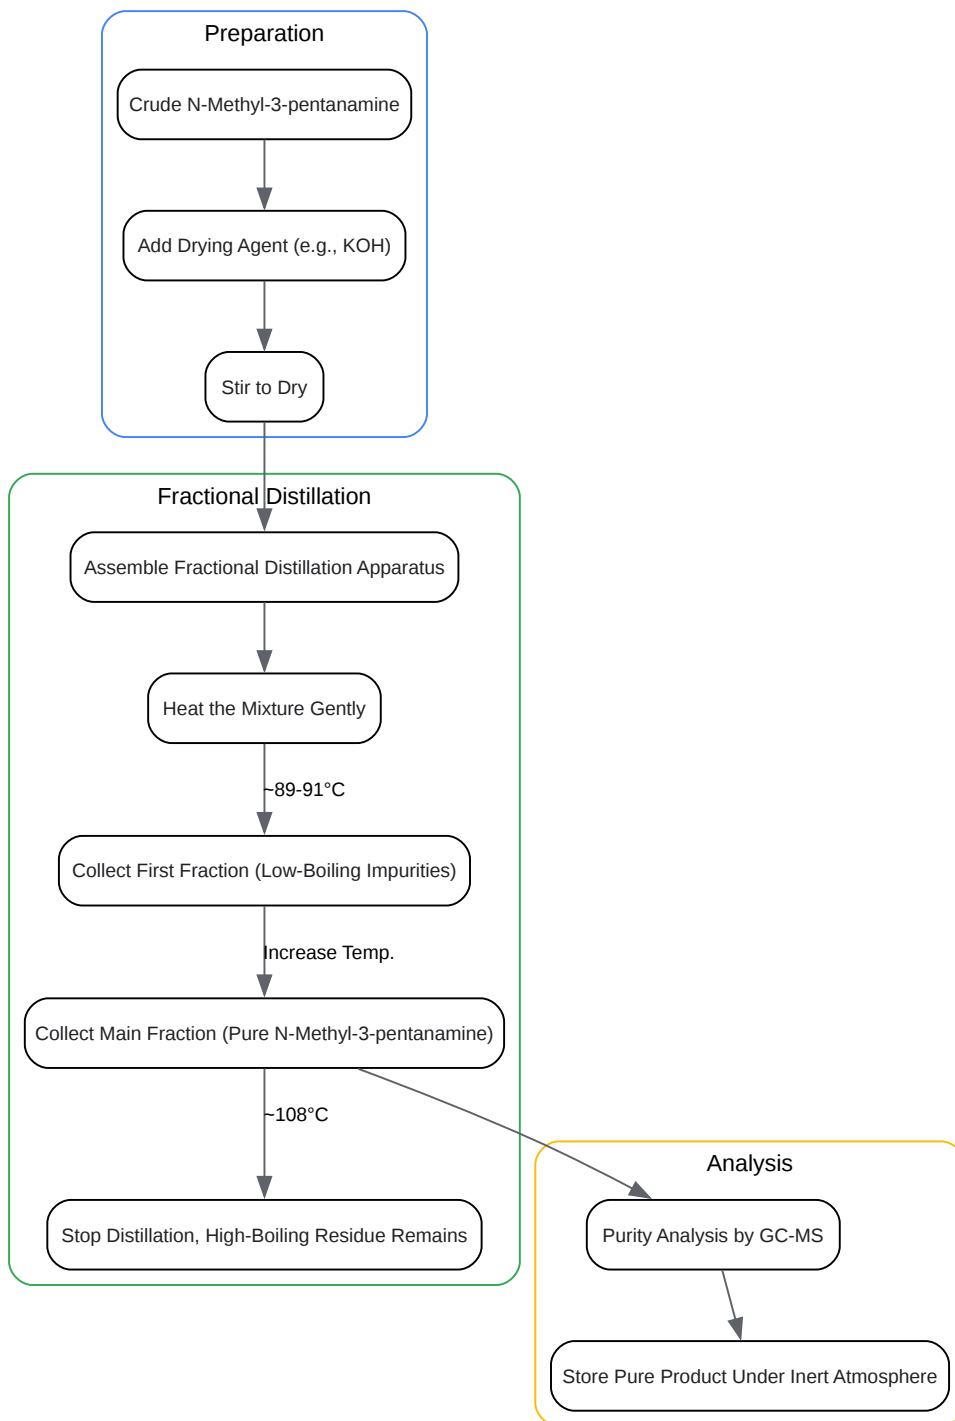 Preparation
Crude N-Methyl-3-pentanamine
Add Drying Agent (e.g., KOH)
Stir to Dry
Fractional Distillation
Assemble Fractional Distillation Apparatus
Heat the Mixture Gently
~89-91°C
Collect First Fraction (Low-Boiling Impurities)
Increase Temp.
Collect Main Fraction (Pure N-Methyl-3-pentanamine)
~108°C
Stop Distillation, High-Boiling Residue Remains
Analysis
Purity Analysis by GC-MS
Store Pure Product Under Inert Atmosphere